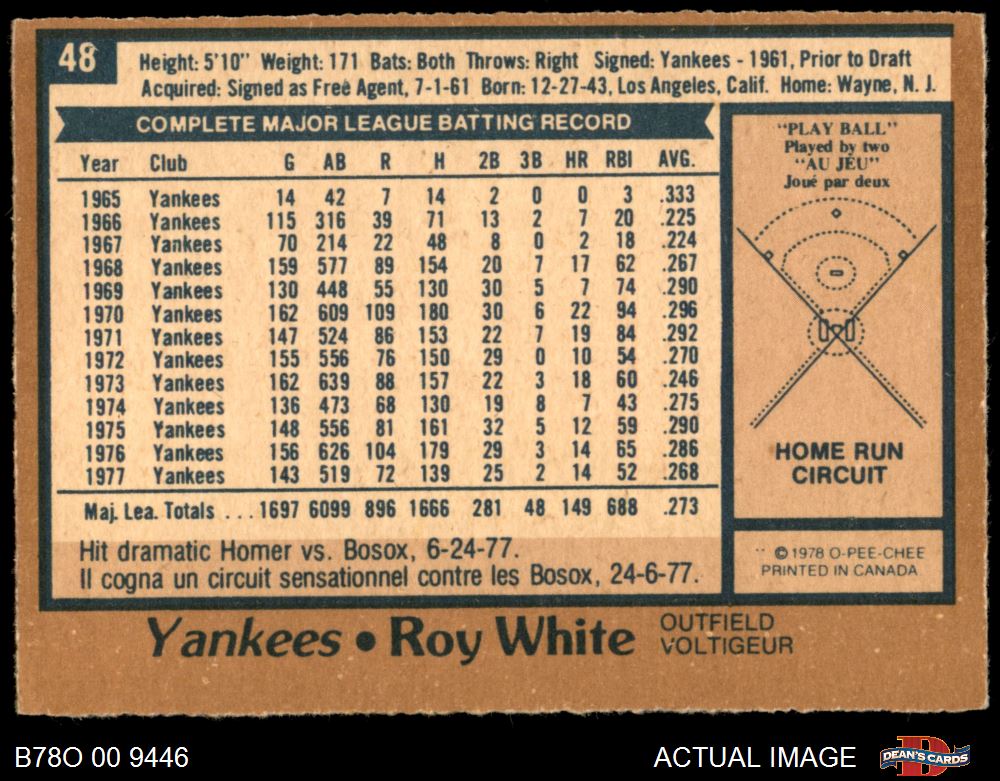 48
Height: 5'10" Weight: 171 Bats: Both Throws: Right Signed: Yankees - 1961, Prior to Draft
Acquired: Signed as Free Agent, 7-1-61 Born: 12-27-43, Los Angeles, Calif. Home: Wayne, N. J.
COMPLETE MAJOR LEAGUE BATTING RECORD
Year Club G AB R H 2B 3B HR RBI AVG.
1965 Yankees 14 42 7 14 2 0 0 3 .333
1966 Yankees 115 316 39 71 13 2 7 20 .225
1967 Yankees 70 214 22 48 8 0 2 18 .224
1968 Yankees 159 577 89 154 20 7 17 62 .267
1969 Yankees 130 448 55 130 30 5 7 74 .290
1970 Yankees 162 609 109 180 30 6 22 94 .296
1971 Yankees 147 524 86 153 22 7 19 84 .292
1972 Yankees 155 556 76 150 29 0 10 54 .270
1973 Yankees 162 639 88 157 22 3 18 60 .246
1974 Yankees 136 473 68 130 19 8 7 43 .275
1975 Yankees 148 556 81 161 32 5 12 59 .290
1976 Yankees 156 626 104 179 29 3 14 65 .286
1977 Yankees 143 519 72 139 25 2 14 52 .268
Maj. Lea. Totals ... 1697 6099 896 1666 281 48 149 688 .273
Hit dramatic Homer vs. Bosox, 6-24-77.
Il cogna un circuit sensationnel contre les Bosox, 24-6-77.
"PLAY BALL"
Played by two
"AU JEU"
Joué par deux
HOME RUN
CIRCUIT
© 1978 O-PEE-CHEE
PRINTED IN CANADA
Yankees • Roy White
OUTFIELD
VOLTIGEUR
B78O 00 9446
ACTUAL IMAGE
D
DEAN'S CARDS